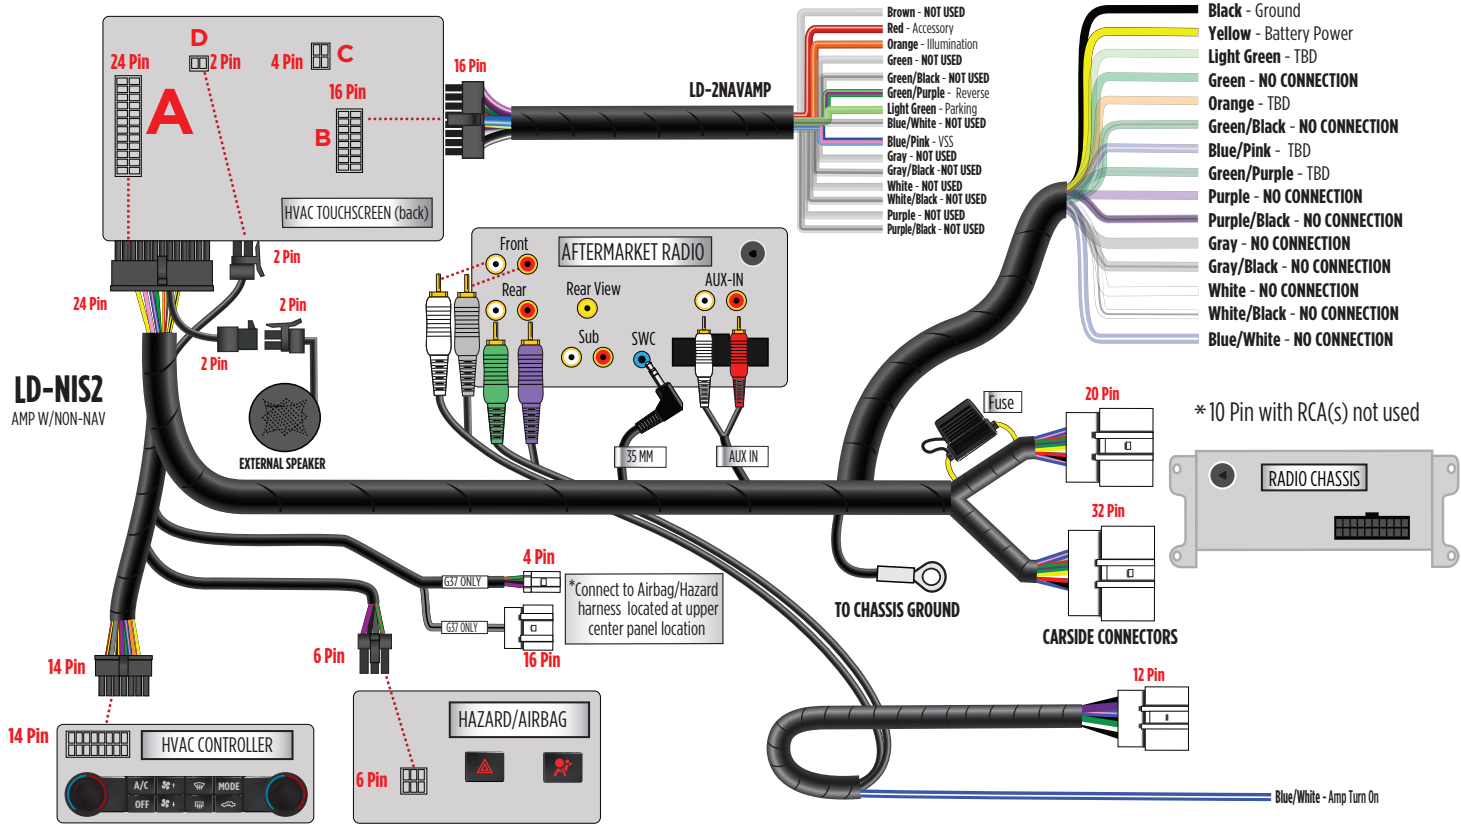 D
24 Pin
2 Pin
4 Pin
C
A
16 Pin
B
HVAC TOUCHSCREEN (back)
16 Pin
LD-2NAVAMP
Brown - NOT USED
Red - Accessory
Orange - Illumination
Green - NOT USED
Green/Black - NOT USED
Green/Purple - Reverse
Light Green - Parking
Blue/White - NOT USED
Blue/Pink - VSS
Gray - NOT USED
Gray/Black -NOT USED
White - NOT USED
White/Black - NOT USED
Purple - NOT USED
Purple/Black - NOT USED
Black - Ground
Yellow - Battery Power
Light Green - TBD
Green - NO CONNECTION
Orange - TBD
Green/Black - NO CONNECTION
Blue/Pink - TBD
Green/Purple - TBD
Purple - NO CONNECTION
Purple/Black - NO CONNECTION
Gray - NO CONNECTION
Gray/Black - NO CONNECTION
White - NO CONNECTION
White/Black - NO CONNECTION
Blue/White - NO CONNECTION
24 Pin
2 Pin
2 Pin
2 Pin
LD-NIS2
AMP W/NON-NAV
EXTERNAL SPEAKER
AFTERMARKET RADIO
Front
Rear
Rear View
Sub
SWC
AUX-IN
35 MM
AUX IN
Fuse
20 Pin
32 Pin
CARSIDE CONNECTORS
*10 Pin with RCA(s) not used
RADIO CHASSIS
TO CHASSIS GROUND
4 Pin
G37 ONLY
G37 ONLY
16 Pin
*Connect to Airbag/Hazard
harness located at upper
center panel location
14 Pin
6 Pin
14 Pin
HVAC CONTROLLER
A/C
MODE
OFF
HAZARD/AIRBAG
6 Pin
12 Pin
Blue/White - Amp Turn On